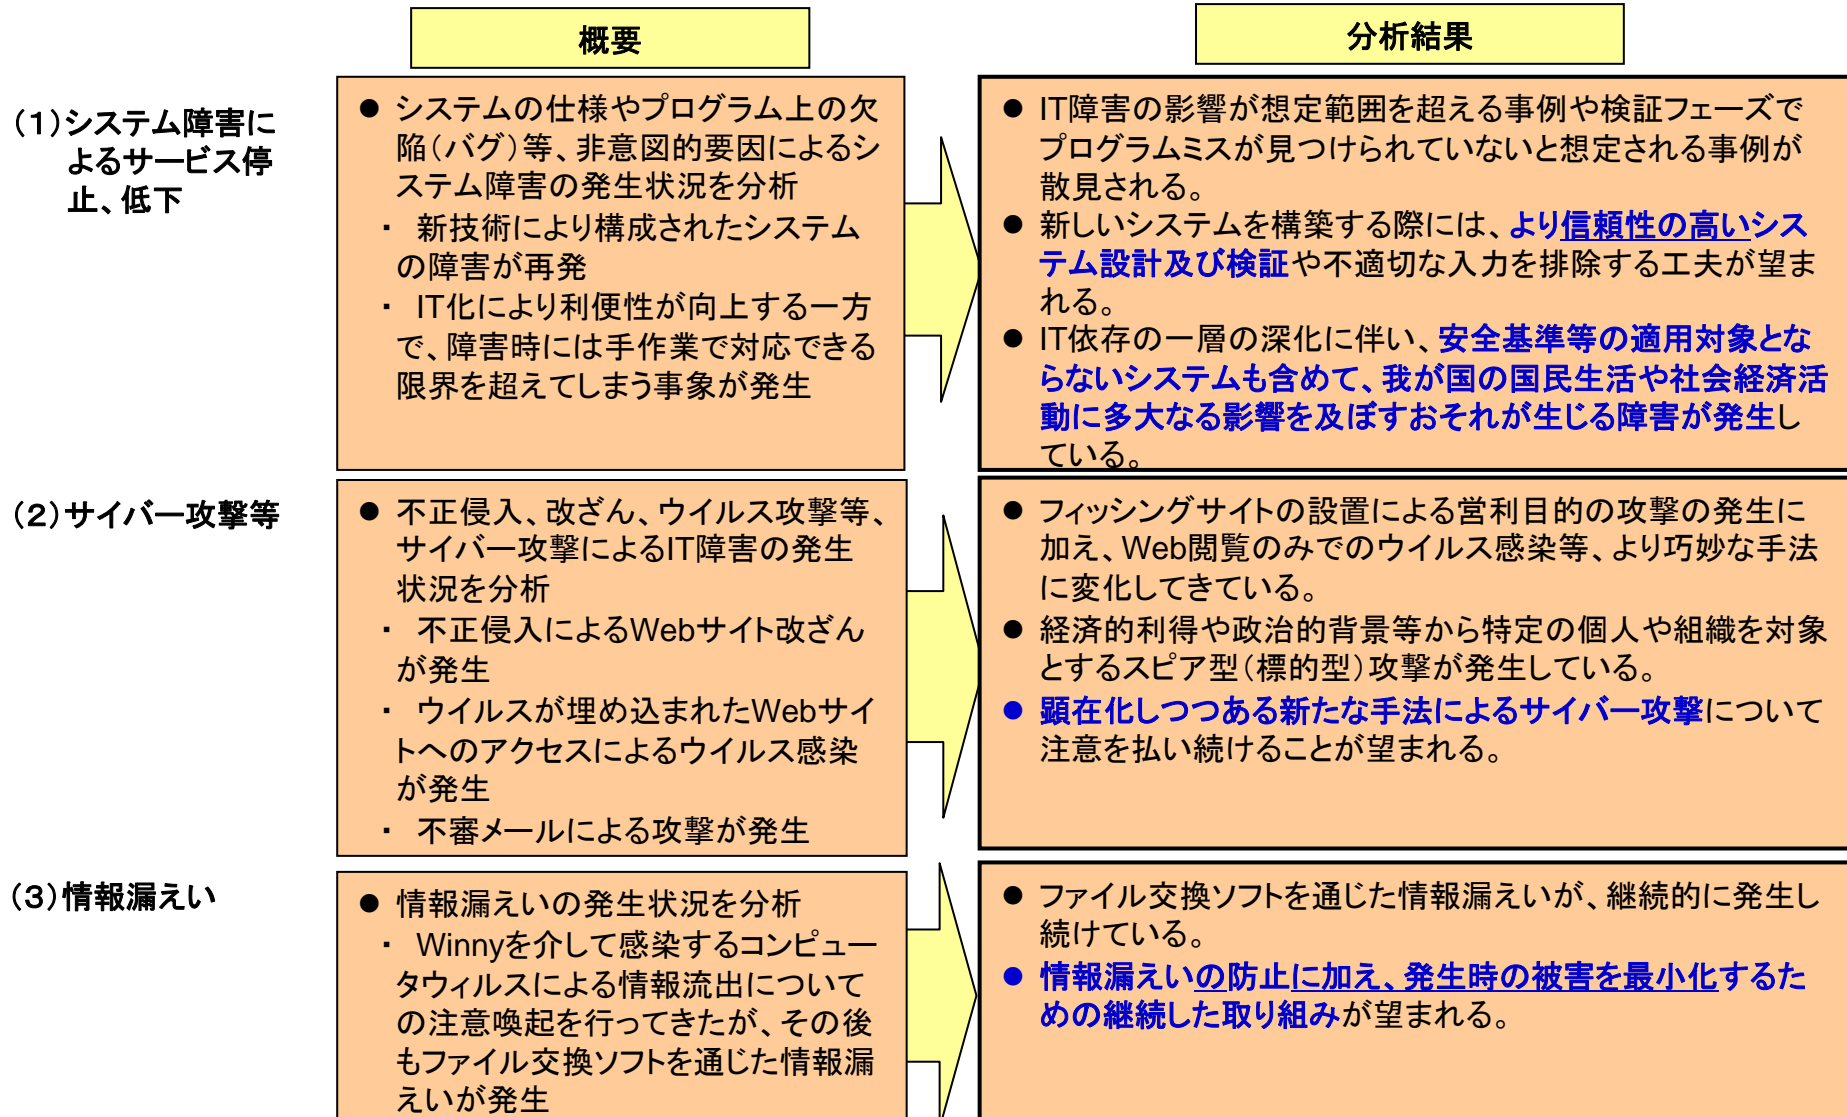 概要
分析結果
(1)システム障害に
よるサービス停
止、低下
● システムの仕様やプログラム上の欠
陥(バグ)等、非意図的要因によるシ
ステム障害の発生状況を分析
・ 新技術により構成されたシステム
の障害が再発
・ IT化により利便性が向上する一方
で、障害時には手作業で対応できる
限界を超えてしまう事象が発生
● IT障害の影響が想定範囲を超える事例や検証フェーズで
プログラムミスが見つけられていないと想定される事例が
散見される。
● 新しいシステムを構築する際には、より信頼性の高いシス
テム設計及び検証や不適切な入力を排除する工夫が望ま
れる。
● IT依存の一層の深化に伴い、安全基準等の適用対象とな
らないシステムも含めて、我が国の国民生活や社会経済活
動に多大なる影響を及ぼすおそれが生じる障害が発生し
ている。
(2)サイバー攻撃等
● 不正侵入、改ざん、ウイルス攻撃等、
サイバー攻撃によるIT障害の発生
状況を分析
・ 不正侵入によるWebサイト改ざん
が発生
・ ウイルスが埋め込まれたWebサイ
トへのアクセスによるウイルス感染
が発生
・ 不審メールによる攻撃が発生
● フィッシングサイトの設置による営利目的の攻撃の発生に
加え、Web閲覧のみでのウイルス感染等、より巧妙な手法
に変化してきている。
● 経済的利得や政治的背景等から特定の個人や組織を対象
とするスピア型(標的型)攻撃が発生している。
● 顕在化しつつある新たな手法によるサイバー攻撃について
注意を払い続けることが望まれる。
(3)情報漏えい
● 情報漏えいの発生状況を分析
・ Winnyを介して感染するコンピュー
タウィルスによる情報流出について
の注意喚起を行ってきたが、その後
もファイル交換ソフトを通じた情報漏
えいが発生
● ファイル交換ソフトを通じた情報漏えいが、継続的に発生し
続けている。
● 情報漏えいの防止に加え、発生時の被害を最小化するた
めの継続した取り組みが望まれる。